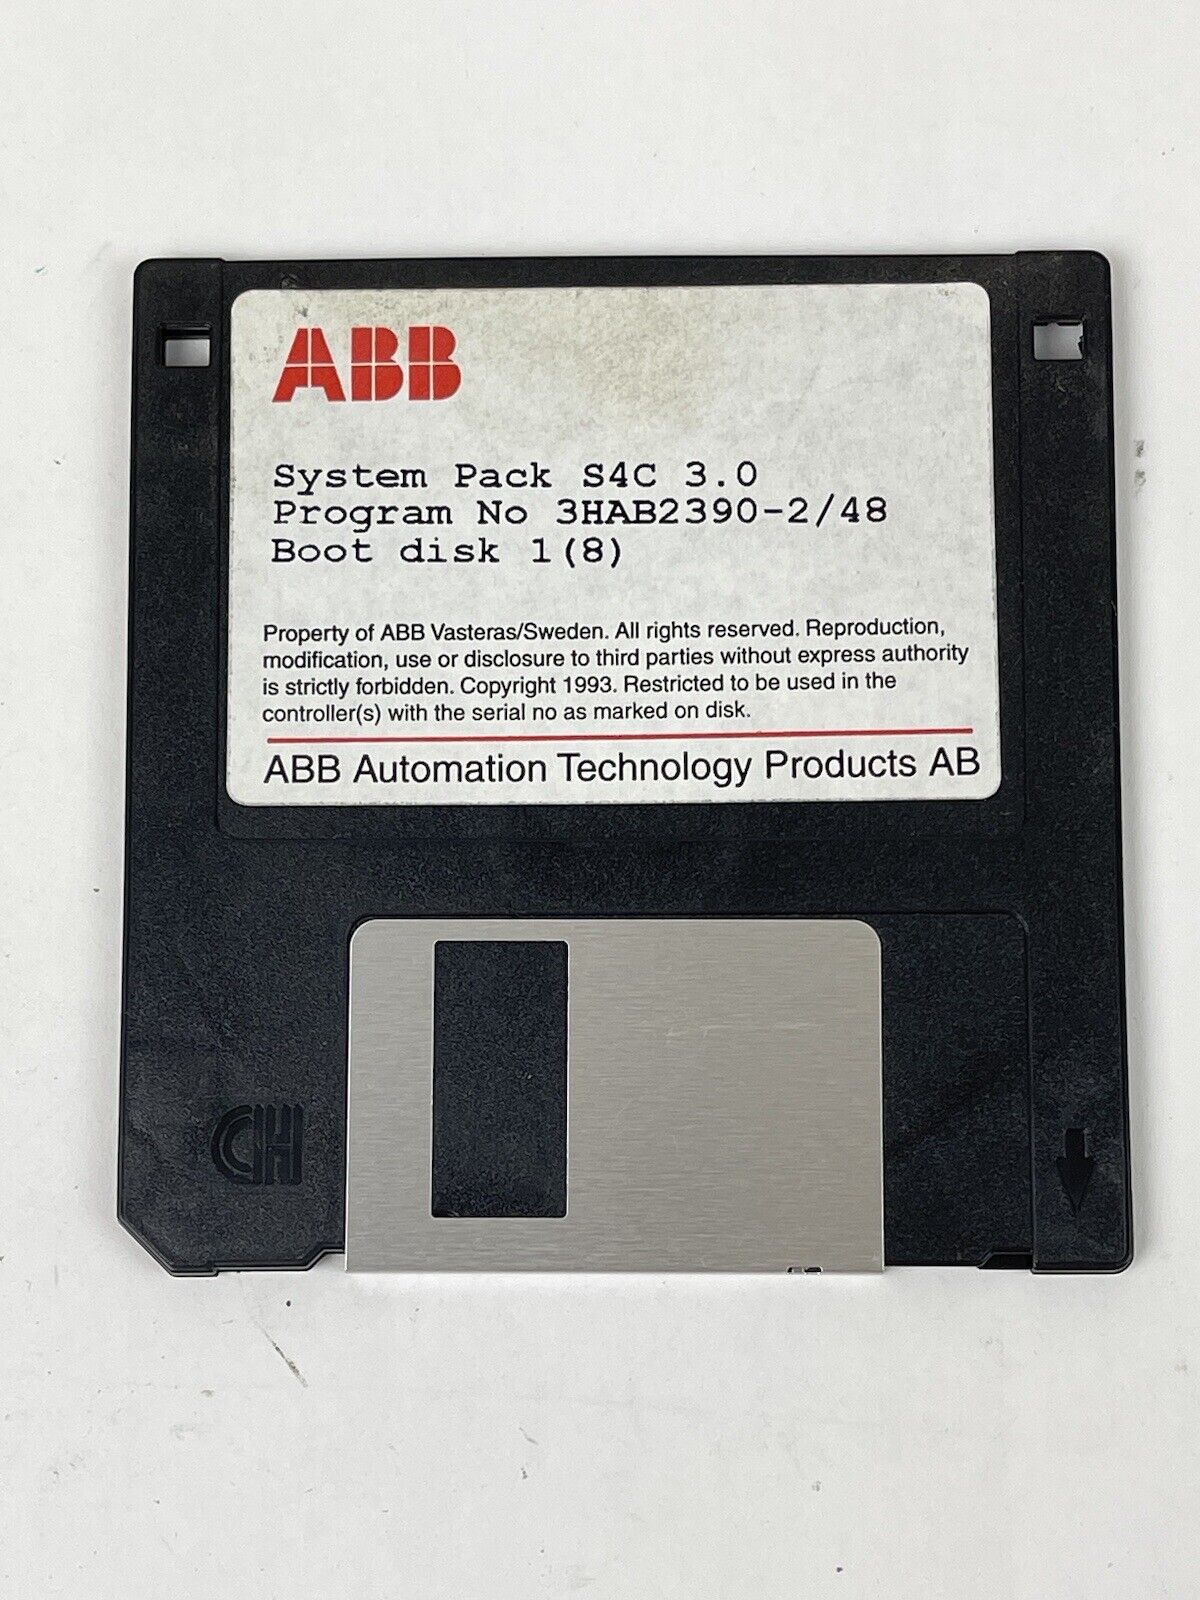 ABB
System Pack S4C 3.0
Program No 3HAB2390-2/48
Boot disk 1(8)
Property of ABB Vasteras/Sweden. All rights reserved. Reproduction,
modification, use or disclosure to third parties without express authority
is strictly forbidden. Copyright 1993. Restricted to be used in the
controller(s) with the serial no as marked on disk.
ABB Automation Technology Products AB
CH